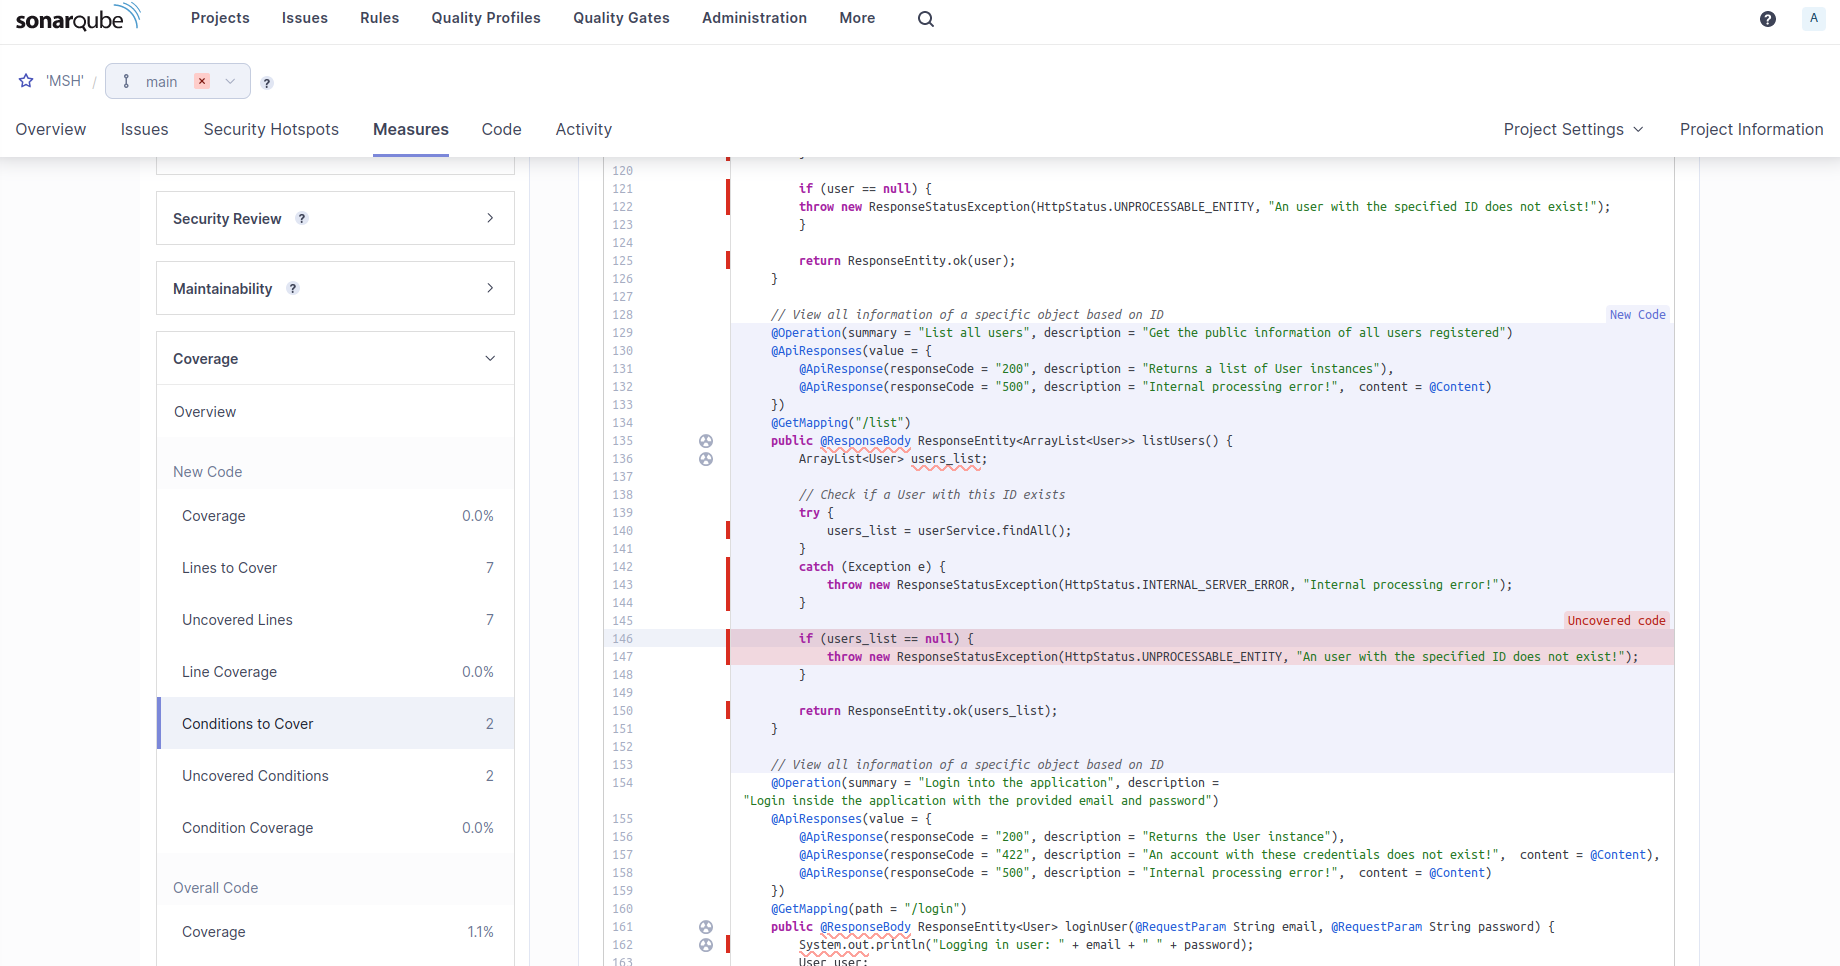 sonarqube Projects Issues Rules Quality Profiles Quality Gates Administration More ? A
'MSH' / main ?
Overview Issues Security Hotspots Measures Code Activity Project Settings Project Information
Security Review ?
Maintainability ?
Coverage
Overview
New Code
Coverage 0.0%
Lines to Cover 7
Uncovered Lines 7
Line Coverage 0.0%
Conditions to Cover 2
Uncovered Conditions 2
Condition Coverage 0.0%
Overall Code
Coverage 1.1%
120
121 if (user == null) {
122 throw new ResponseStatusException(HttpStatus.UNPROCESSABLE_ENTITY, "An user with the specified ID does not exist!");
123 }
124
125 return ResponseEntity.ok(user);
126 }
127
128 // View all information of a specific object based on ID New Code
129 @Operation(summary = "List all users", description = "Get the public information of all users registered")
130 @ApiResponses(value = {
131 @ApiResponse(responseCode = "200", description = "Returns a list of User instances"),
132 @ApiResponse(responseCode = "500", description = "Internal processing error!", content = @Content)
133 })
134 @GetMapping("/list")
135 public @ResponseBody ResponseEntity<ArrayList<User>> listUsers() {
136 ArrayList<User> users_list;
137
138 // Check if a User with this ID exists
139 try {
140 users_list = userService.findAll();
141 }
142 catch (Exception e) {
143 throw new ResponseStatusException(HttpStatus.INTERNAL_SERVER_ERROR, "Internal processing error!");
144 }
145 Uncovered code
146 if (users_list == null) {
147 throw new ResponseStatusException(HttpStatus.UNPROCESSABLE_ENTITY, "An user with the specified ID does not exist!");
148 }
149
150 return ResponseEntity.ok(users_list);
151 }
152
153 // View all information of a specific object based on ID
154 @Operation(summary = "Login into the application", description =
"Login inside the application with the provided email and password")
155 @ApiResponses(value = {
156 @ApiResponse(responseCode = "200", description = "Returns the User instance"),
157 @ApiResponse(responseCode = "422", description = "An account with these credentials does not exist!", content = @Content),
158 @ApiResponse(responseCode = "500", description = "Internal processing error!", content = @Content)
159 })
160 @GetMapping(path = "/login")
161 public @ResponseBody ResponseEntity<User> loginUser(@RequestParam String email, @RequestParam String password) {
162 System.out.println("Logging in user: " + email + " " + password);
163 User user;